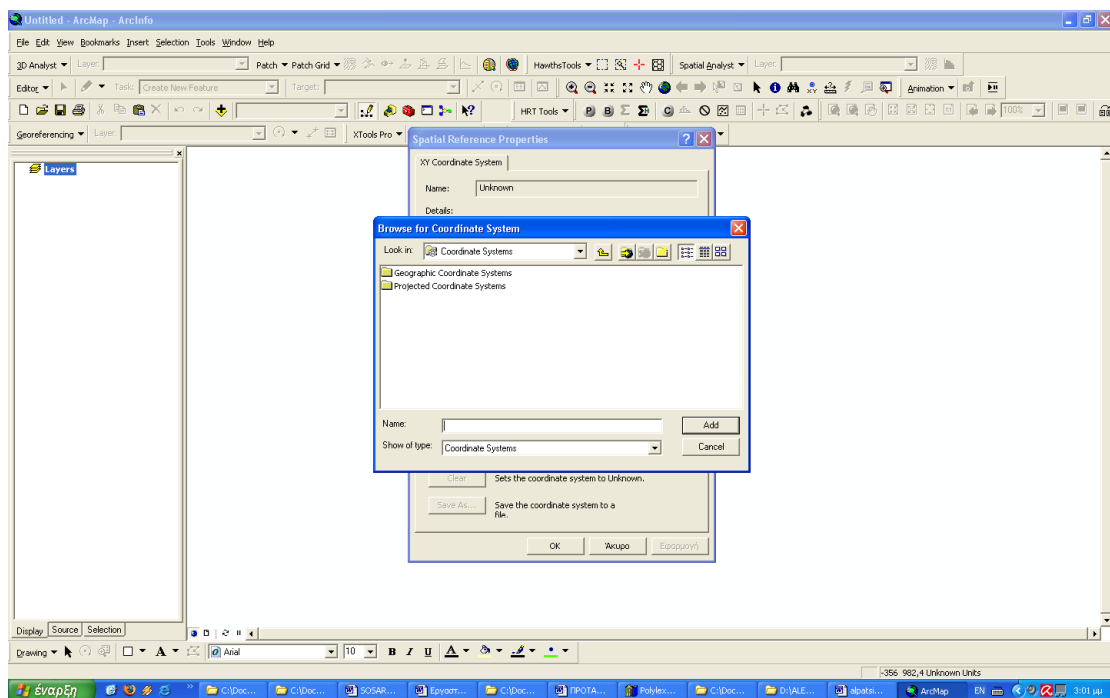 Untitled - ArcMap - ArcInfo
File Edit View Bookmarks Insert Selection Tools Window Help
3D Analyst Layer: Patch Patch Grid HawthsTools Spatial Analyst Layer:
Editor Task: Create New Feature Target: Animation
HRT Tools 100%
Georeferencing Layer: XTools Pro
Spatial Reference Properties
Layers
XY Coordinate System
Name: Unknown
Details:
Browse for Coordinate System
Look in: Coordinate Systems
Geographic Coordinate Systems
Projected Coordinate Systems
Name: Add
Show of type: Coordinate Systems Cancel
Clear Sets the coordinate system to Unknown.
Save As... Save the coordinate system to a
file.
OK Άκυρο Εφαρμογή
Display Source Selection
Drawing A Arial 10 B I U A
-356 982,4 Unknown Units
έναρξη C:\Doc... C:\Doc... SOSAR... Εργαστ... C:\Doc... ΠΡΟΤΑ... Polylex... C:\Doc... D:\ALE... alpatsi... ArcMap EN 3:01 μμ